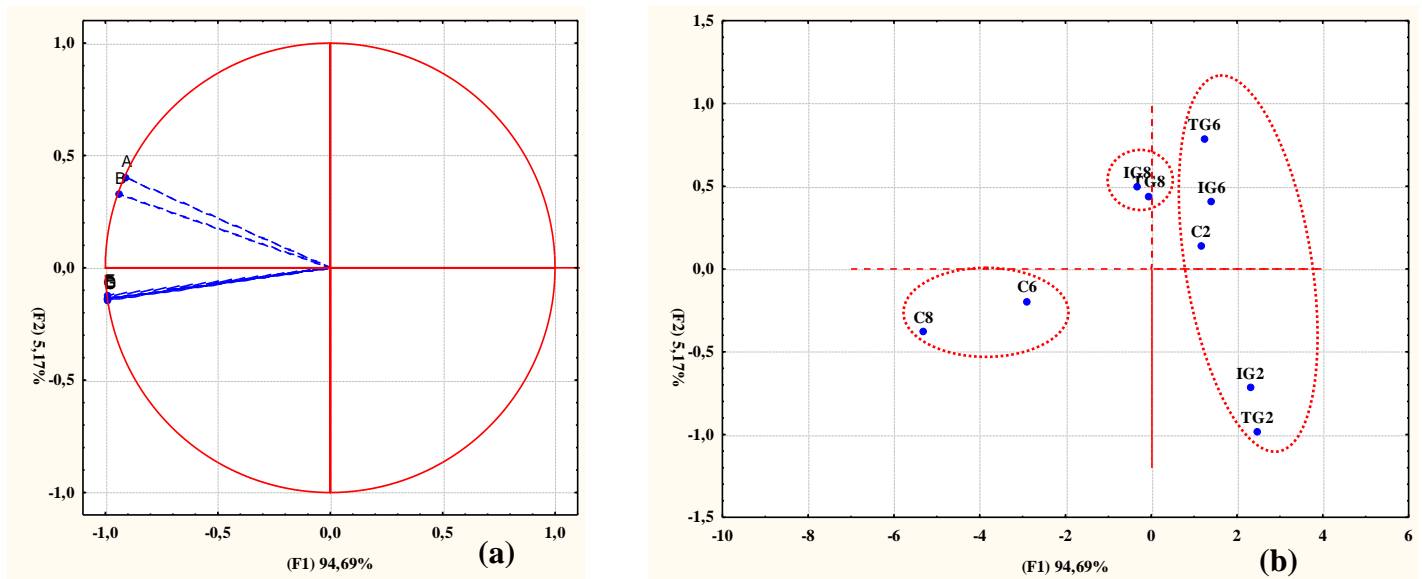 1,0
0,5
0,0
-0,5
-1,0
(F2) 5,17%
A
B
-1,0 -0,5 0,0 0,5 1,0
(F1) 94,69%
(a)
1,5
1,0
0,5
0,0
-0,5
-1,0
-1,5
(F2) 5,17%
TG6
IG8
TG8
IG6
C2
C6
C8
IG2
TG2
-10 -8 -6 -4 -2 0 2 4 6
(F1) 94,69%
(b)